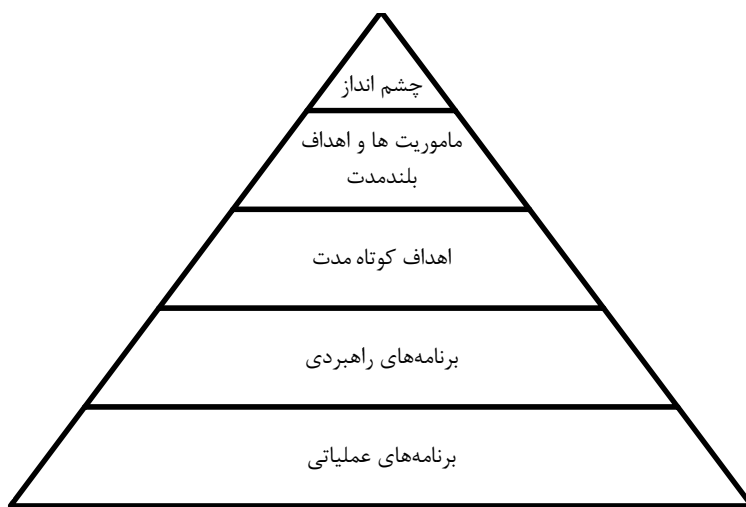 چشم انداز
ماموریت ها و اهداف
بلندمدت
اهداف کوتاه مدت
برنامه‌های راهبردی
برنامه‌های عملیاتی